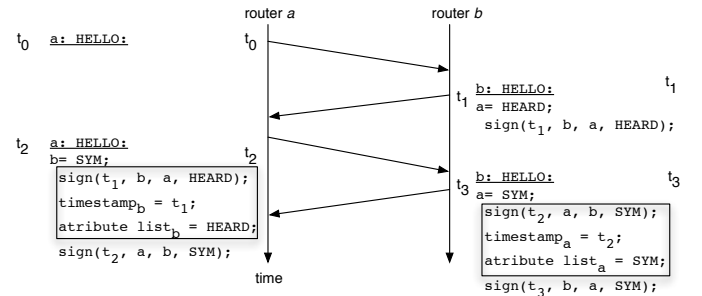 router a
router b
t0
a: HELLO:
t0
b: HELLO:
t1
t1
a= HEARD;
sign(t1, b, a, HEARD);
t2
a: HELLO:
t2
b= SYM;
sign(t1, b, a, HEARD);
timestampb = t1;
atribute listb = HEARD;
sign(t2, a, b, SYM);
b: HELLO:
t3
t3
a= SYM;
sign(t2, a, b, SYM);
timestampa = t2;
atribute lista = SYM;
sign(t3, b, a, SYM);
time